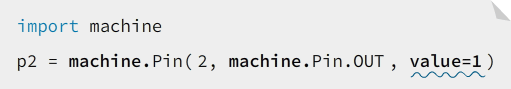 import machine
p2 = machine.Pin(2, machine.Pin.OUT , value=1)